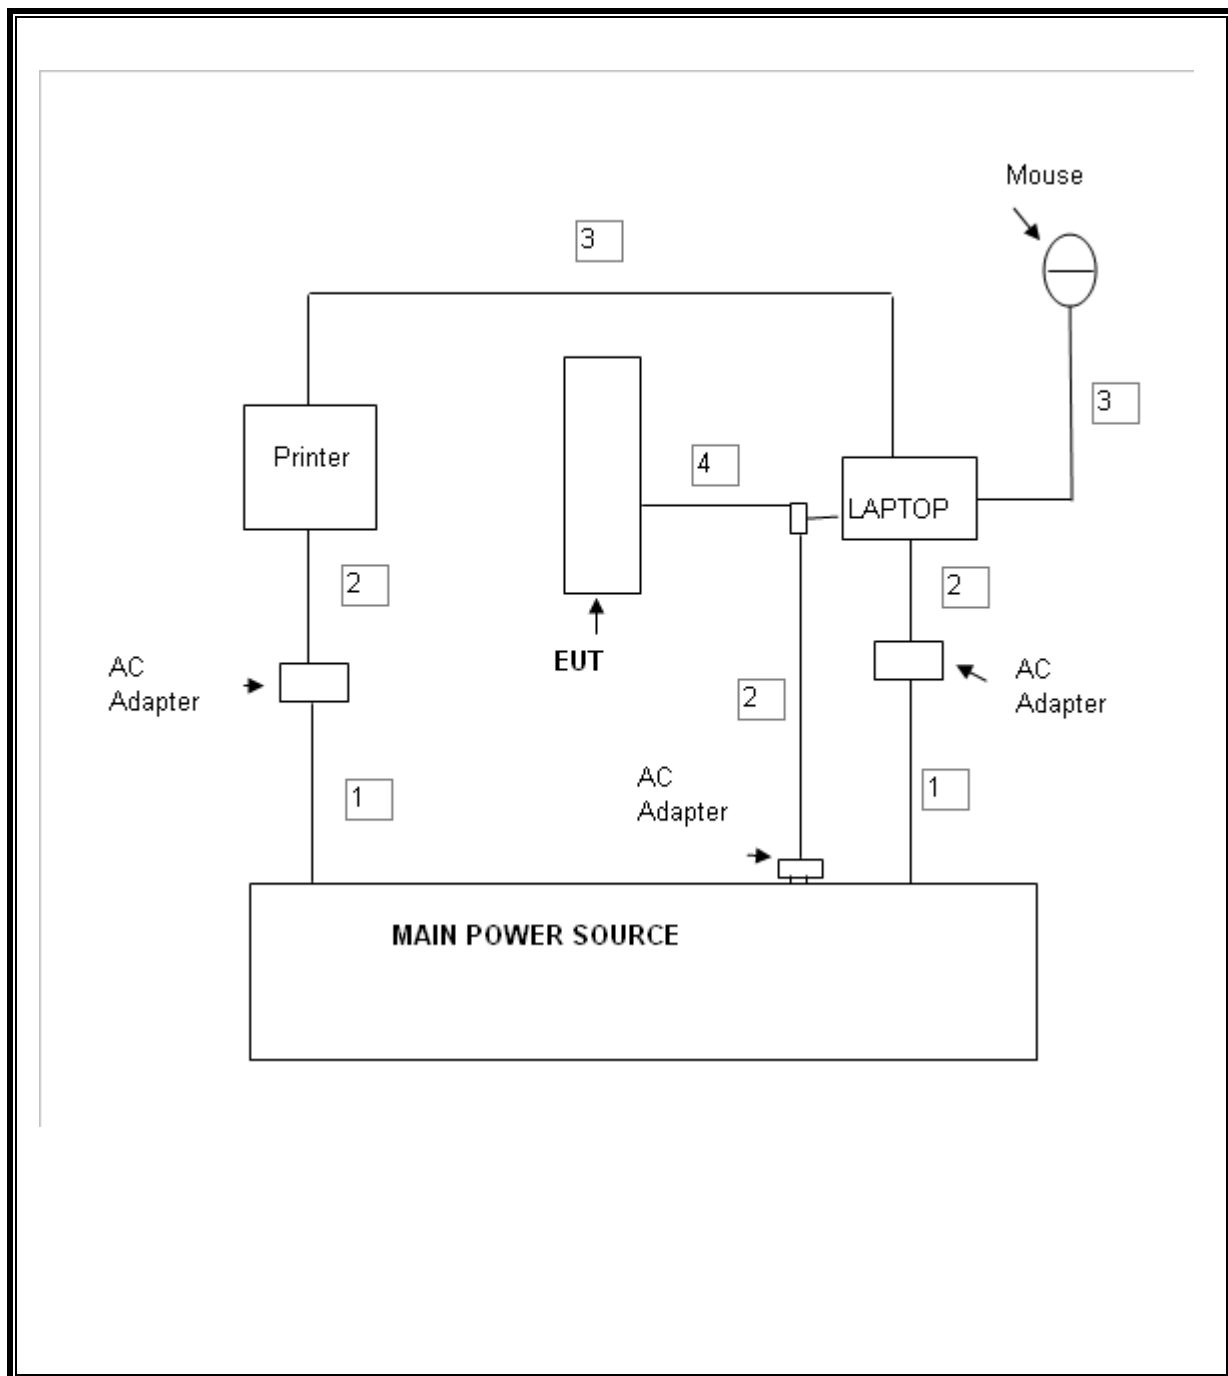 Mouse
3
3
Printer
4
LAPTOP
2
2
EUT
AC
Adapter
AC
Adapter
2
AC
Adapter
1
1
MAIN POWER SOURCE